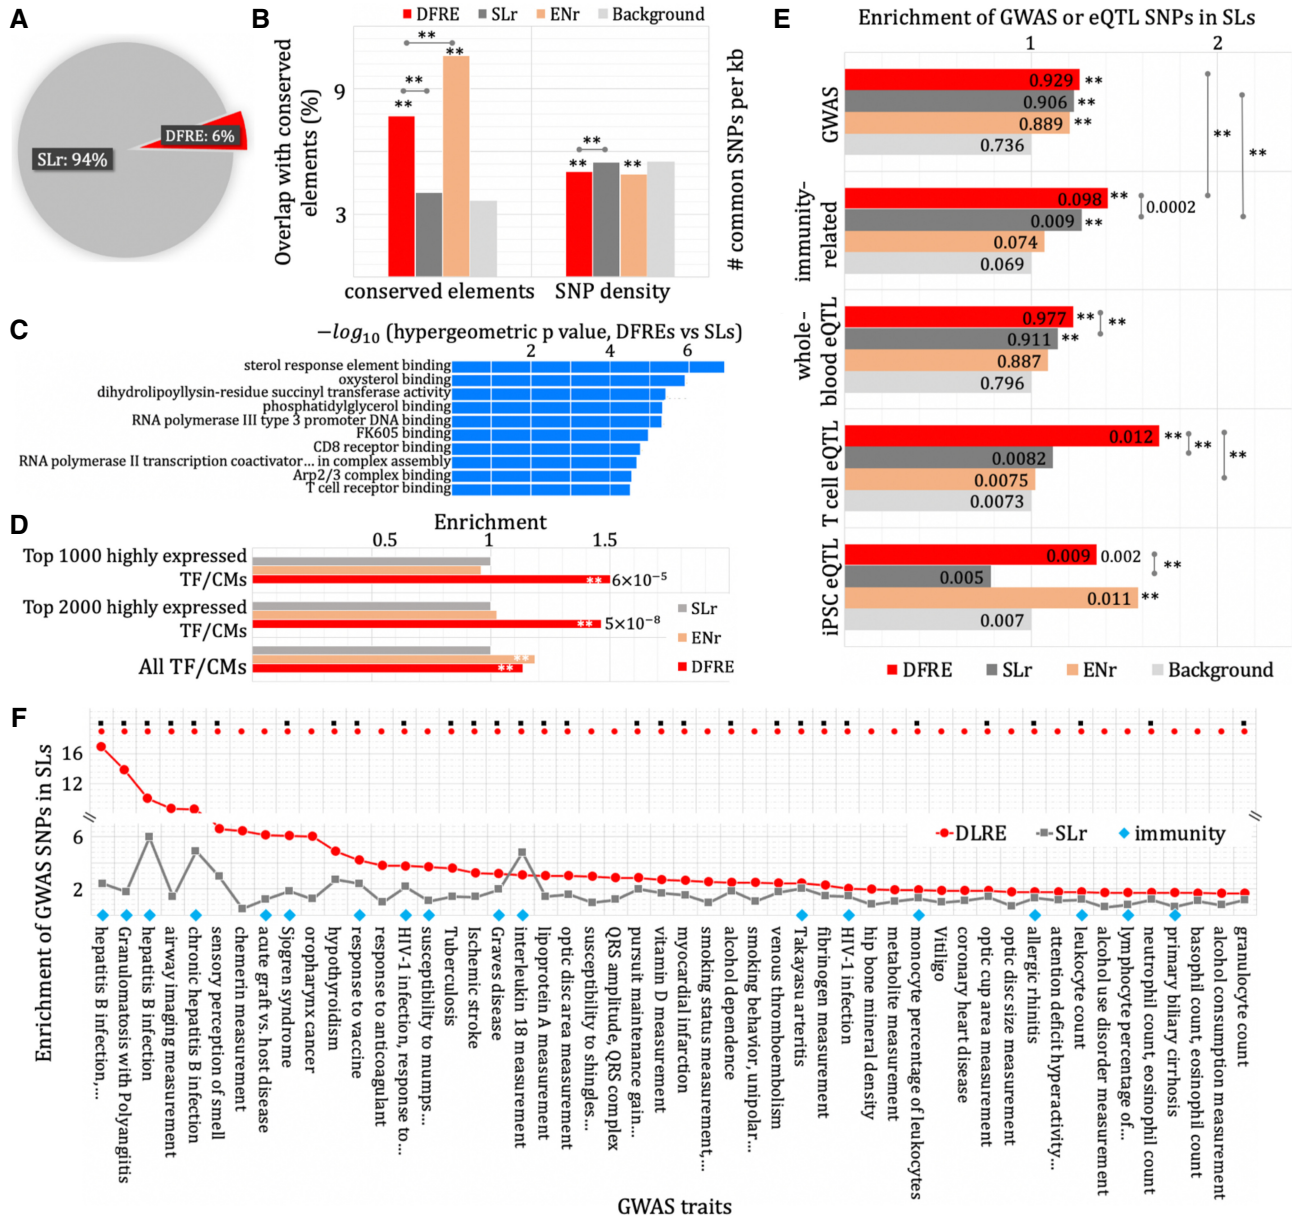 A
SLr: 94%
DFRE: 6%
B
DFRE SLr ENr Background
Overlap with conserved
elements (%)
9
3
**
**
**
**
**
**
**
conserved elements
SNP density
# common SNPs per kb
C
−log10 (hypergeometric p value, DFREs vs SLs)
2 4 6
sterol response element binding
oxysterol binding
dihydrolipoyllysin-residue succinyl transferase activity
phosphatidylglycerol binding
RNA polymerase III type 3 promoter DNA binding
FK605 binding
CD8 receptor binding
RNA polymerase II transcription coactivator... in complex assembly
Arp2/3 complex binding
T cell receptor binding
D
Enrichment
0.5 1 1.5
Top 1000 highly expressed
TF/CMs
** 6×10−5
Top 2000 highly expressed
TF/CMs
** 5×10−8
All TF/CMs
**
**
SLr
ENr
DFRE
E
Enrichment of GWAS or eQTL SNPs in SLs
1 2
GWAS
0.929 **
0.906 **
0.889 **
0.736
**
**
immunity-
related
0.098 **
0.009 **
0.074
0.069
0.0002
whole-
blood eQTL
0.977 **
0.911 **
0.887
0.796
**
T cell eQTL
0.012 **
0.0082
0.0075
0.0073
**
**
iPSC eQTL
0.009 0.002
0.005
0.011 **
0.007
**
DFRE SLr ENr Background
F
Enrichment of GWAS SNPs in SLs
16
12
6
2
DLRE SLr immunity
hepatitis B infection,...
Granulomatosis with Polyangiitis
hepatitis B infection
airway imaging measurement
chronic hepatitis B infection
sensory perception of smell
chemerin measurement
acute graft vs. host disease
Sjogren syndrome
oropharynx cancer
hypothyroidism
response to vaccine
response to anticoagulant
HIV-1 infection, response to...
susceptibility to mumps...
Tuberculosis
Ischemic stroke
Graves disease
interleukin 18 measurement
lipoprotein A measurement
optic disc area measurement
susceptibility to shingles...
QRS amplitude, QRS complex
pursuit maintenance gain...
vitamin D measurement
myocardial infarction
smoking status measurement,...
alcohol dependence
smoking behavior, unipolar...
venous thromboembolism
Takayasu arteritis
fibrinogen measurement
HIV-1 infection
hip bone mineral density
metabolite measurement
monocyte percentage of leukocytes
Vitiligo
coronary heart disease
optic cup area measurement
optic disc size measurement
allergic rhinitis
attention deficit hyperactivity...
leukocyte count
alcohol use disorder measurement
lymphocyte percentage of...
neutrophil count, eosinophil count
primary biliary cirrhosis
basophil count, eosinophil count
alcohol consumption measurement
granulocyte count
GWAS traits